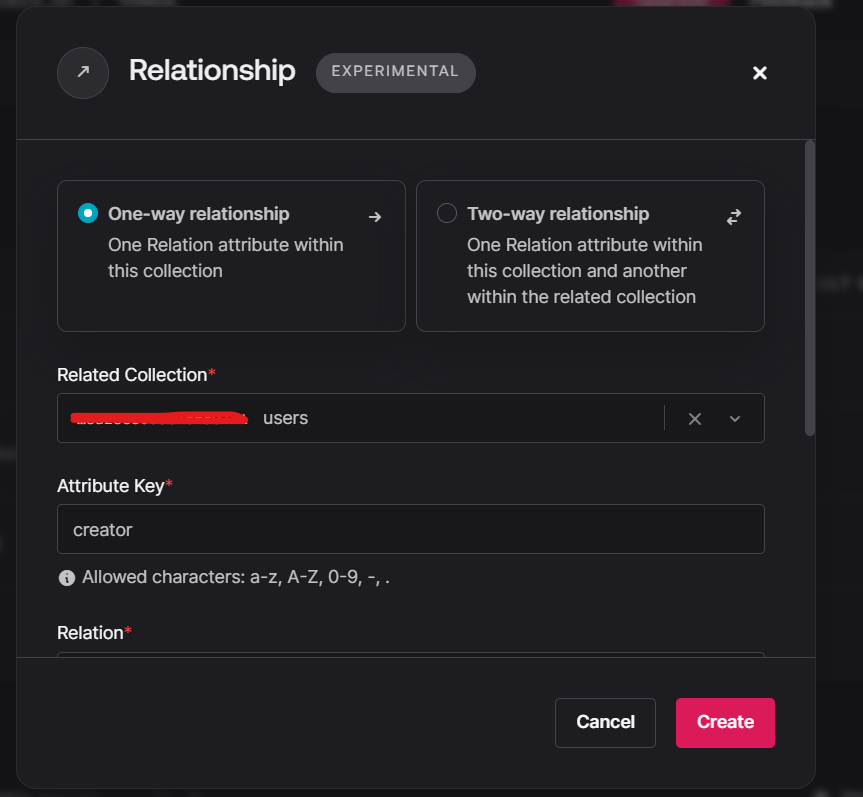 Relationship EXPERIMENTAL
One-way relationship
One Relation attribute within
this collection
Two-way relationship
One Relation attribute within
this collection and another
within the related collection
Related Collection*
users
Attribute Key*
creator
Allowed characters: a-z, A-Z, 0-9, -, .
Relation*
Cancel
Create